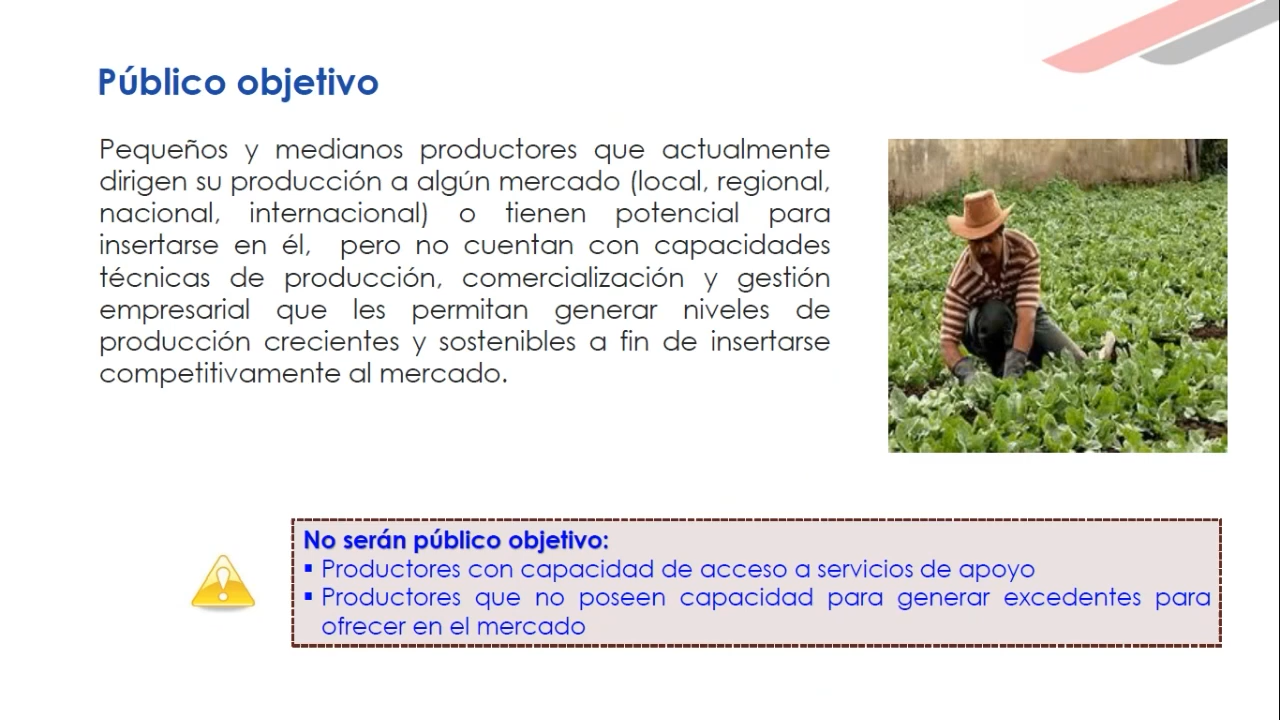 Público objetivo
Pequeños y medianos productores que actualmente
dirigen su producción a algún mercado (local, regional,
nacional, internacional) o tienen potencial para
insertarse en él, pero no cuentan con capacidades
técnicas de producción, comercialización y gestión
empresarial que les permitan generar niveles de
producción crecientes y sostenibles a fin de insertarse
competitivamente al mercado.
No serán público objetivo:
▪ Productores con capacidad de acceso a servicios de apoyo
▪ Productores que no poseen capacidad para generar excedentes para
ofrecer en el mercado